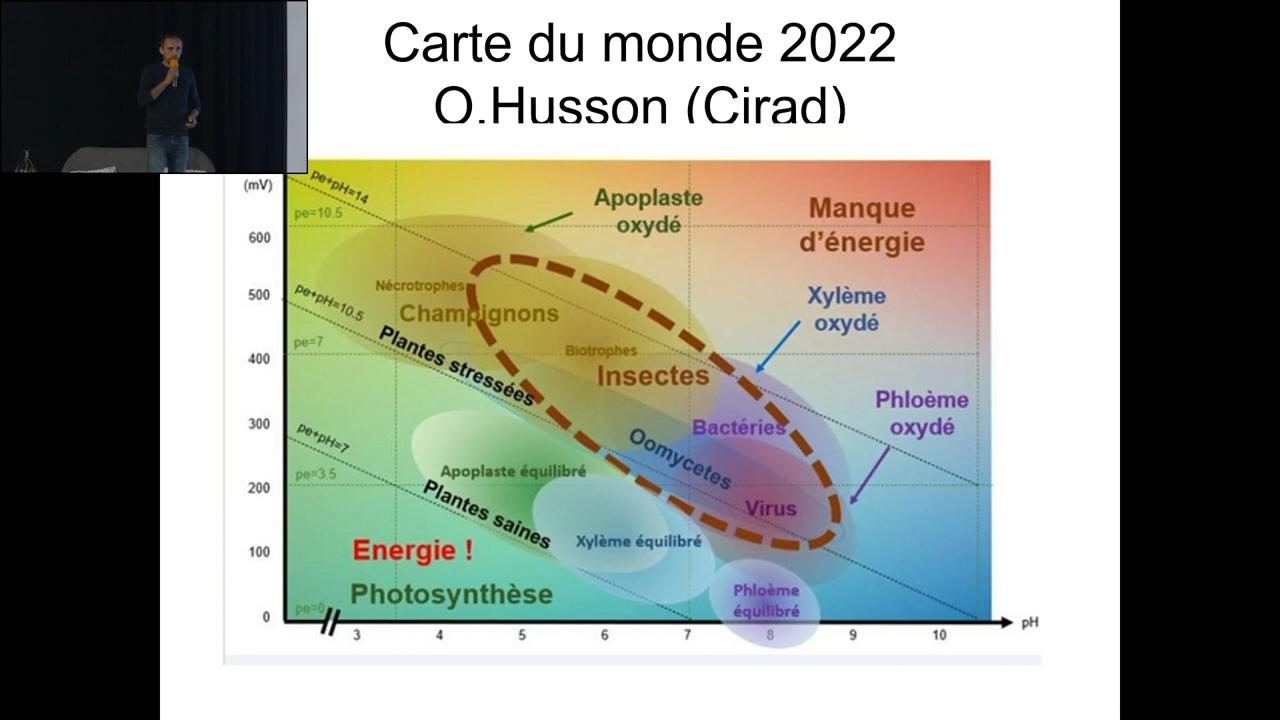 Carte du monde 2022
O.Husson (Cirad)
(mV)
600
500
400
300
200
100
0
pe+pH=14
pe=10.5
pe+pH=10.5
pe=7
pe+pH=7
pe=3.5
pe=0
Apoplaste
oxydé
Manque
d'énergie
Nécrotrophes
Champignons
Xylème
oxydé
Plantes stressées
Biotrophes
Insectes
Phloème
oxydé
Bactéries
Oomycetes
Apoplaste équilibré
Plantes saines
Virus
Xylème équilibré
Energie !
Photosynthèse
Phloème
équilibré
3
4
5
6
7
8
9
10
pH